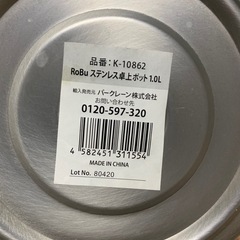 品番：K-10862
RoBu ステンレス卓上ポット 1.0L
輸入発売元 パークレーン株式会社
お問い合わせ先
0120-597-320
4 582451 311554
MADE IN CHINA
Lot No. 80420